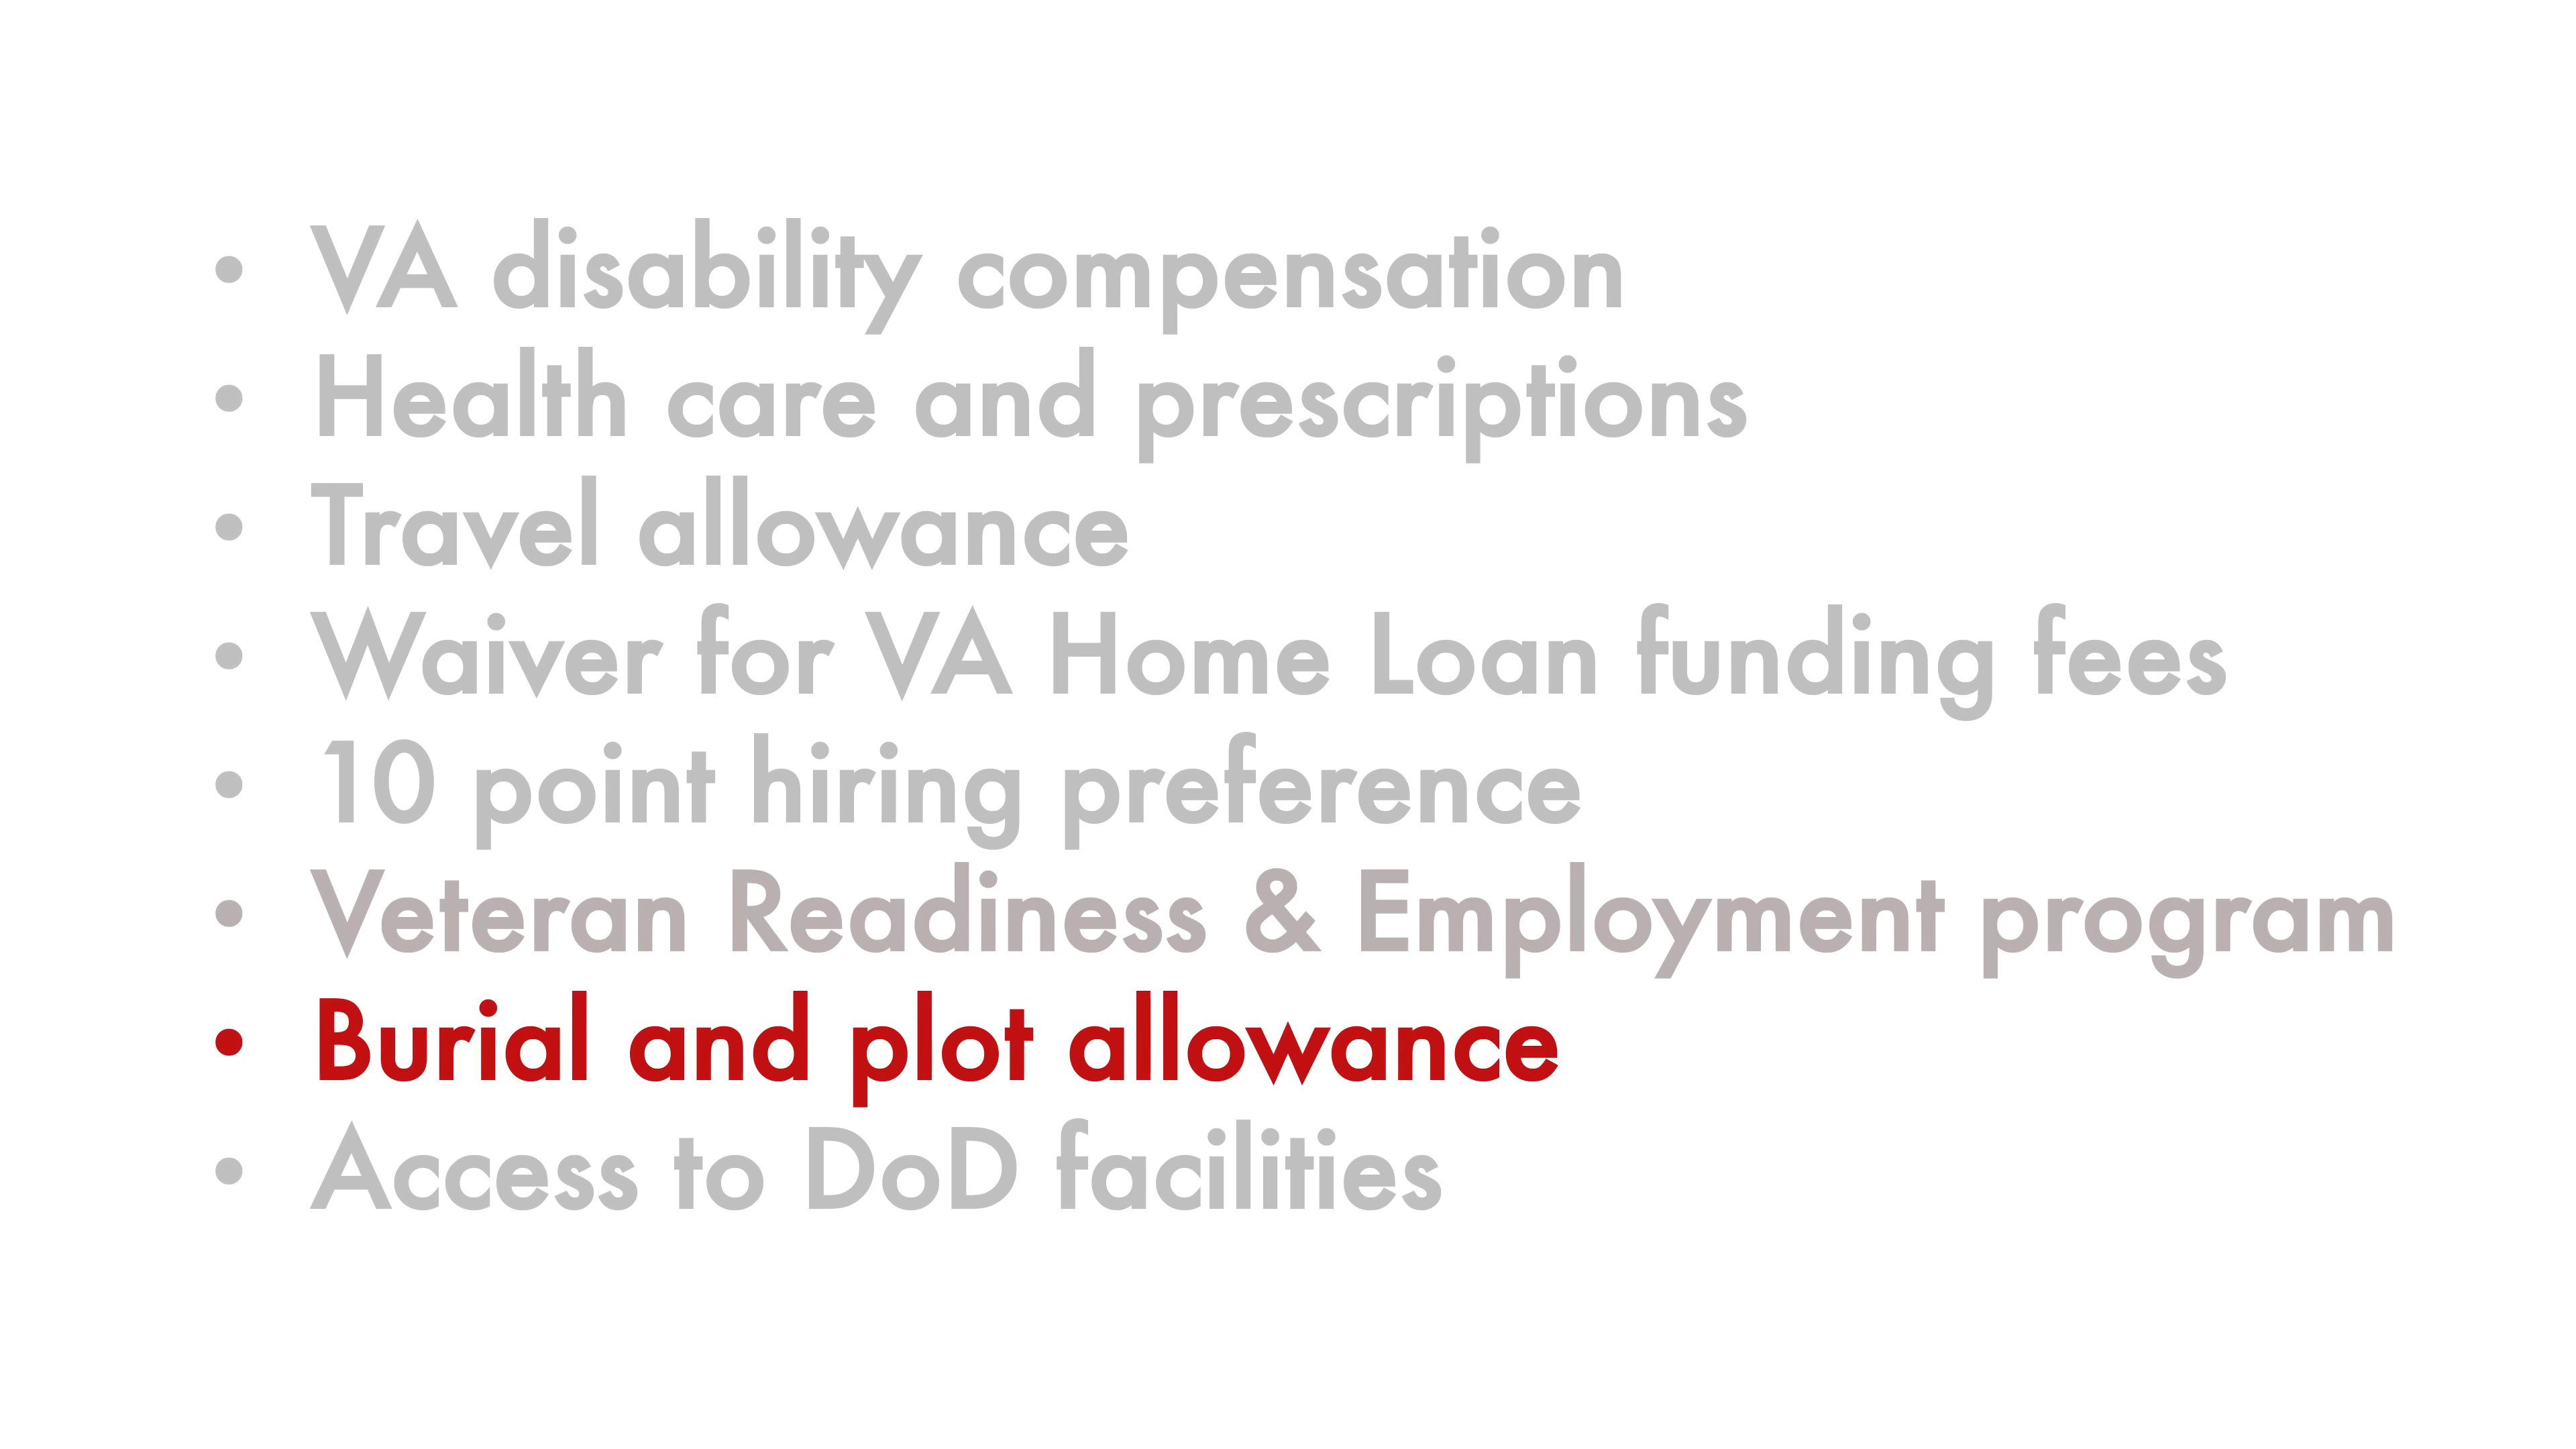 • VA disability compensation
• Health care and prescriptions
• Travel allowance
• Waiver for VA Home Loan funding fees
• 10 point hiring preference
• Veteran Readiness & Employment program
• Burial and plot allowance
• Access to DoD facilities